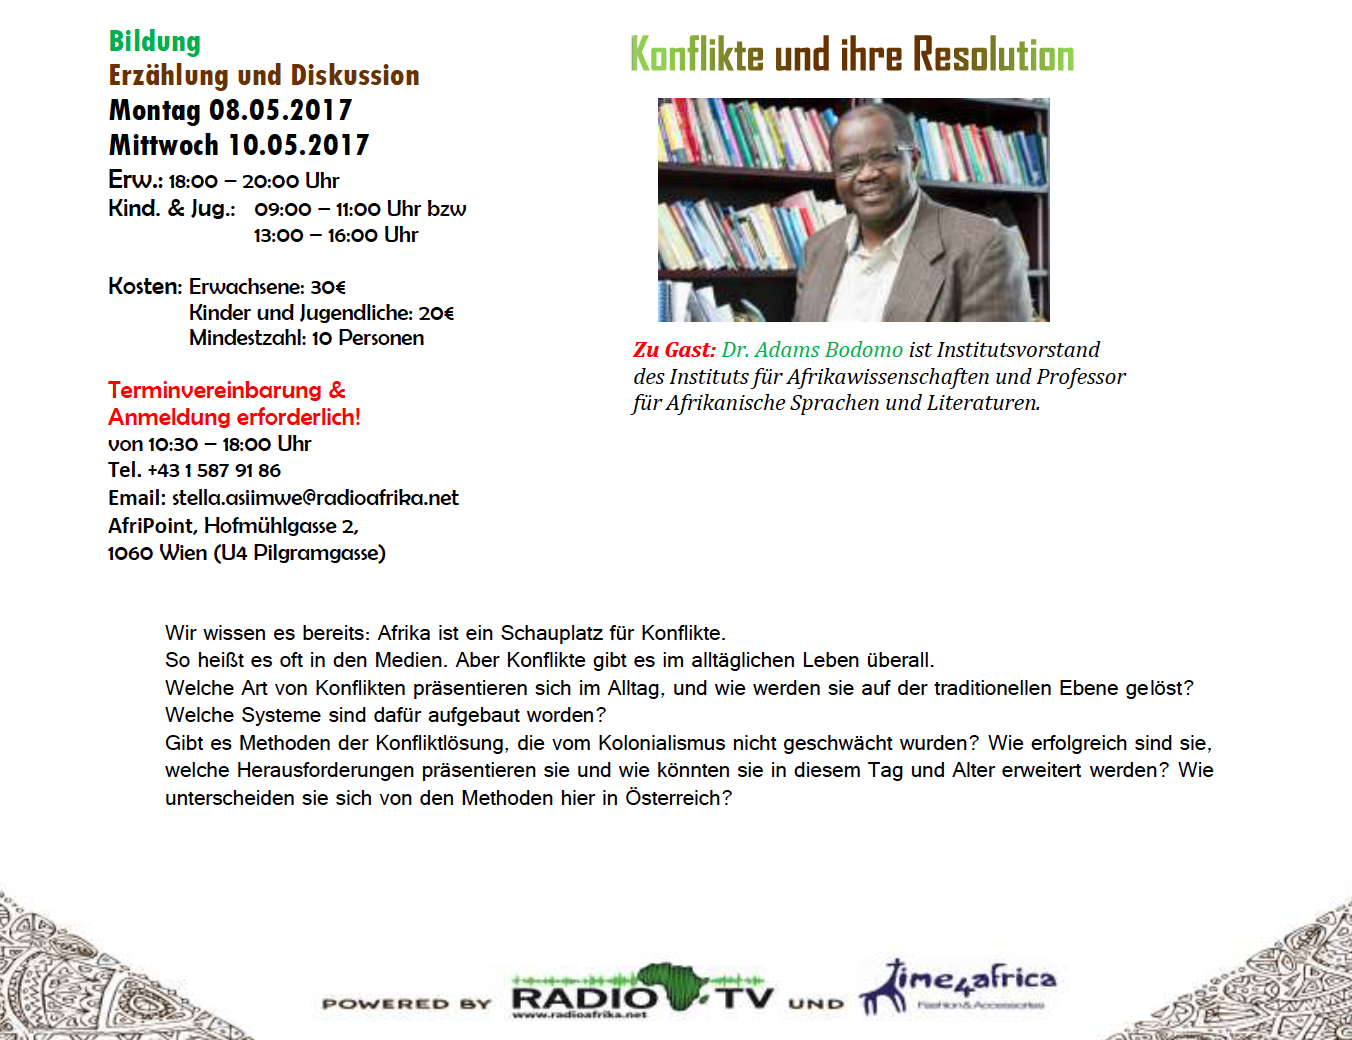 Bildung
Erzählung und Diskussion
Montag 08.05.2017
Mittwoch 10.05.2017
Erw.: 18:00 – 20:00 Uhr
Kind. & Jug.: 09:00 – 11:00 Uhr bzw
13:00 – 16:00 Uhr
Kosten: Erwachsene: 30€
Kinder und Jugendliche: 20€
Mindestzahl: 10 Personen
Terminvereinbarung &
Anmeldung erforderlich!
von 10:30 – 18:00 Uhr
Tel. +43 1 587 91 86
Email: stella.asiimwe@radioafrika.net
AfriPoint, Hofmühlgasse 2,
1060 Wien (U4 Pilgramgasse)
Konflikte und ihre Resolution
Zu Gast: Dr. Adams Bodomo ist Institutsvorstand
des Instituts für Afrikawissenschaften und Professor
für Afrikanische Sprachen und Literaturen.
Wir wissen es bereits: Afrika ist ein Schauplatz für Konflikte.
So heißt es oft in den Medien. Aber Konflikte gibt es im alltäglichen Leben überall.
Welche Art von Konflikten präsentieren sich im Alltag, und wie werden sie auf der traditionellen Ebene gelöst?
Welche Systeme sind dafür aufgebaut worden?
Gibt es Methoden der Konfliktlösung, die vom Kolonialismus nicht geschwächt wurden? Wie erfolgreich sind sie,
welche Herausforderungen präsentieren sie und wie könnten sie in diesem Tag und Alter erweitert werden? Wie
unterscheiden sie sich von den Methoden hier in Österreich?
POWERED BY RADIO TV UND Time4africa
www.radioafrika.net Fashion & Accessories